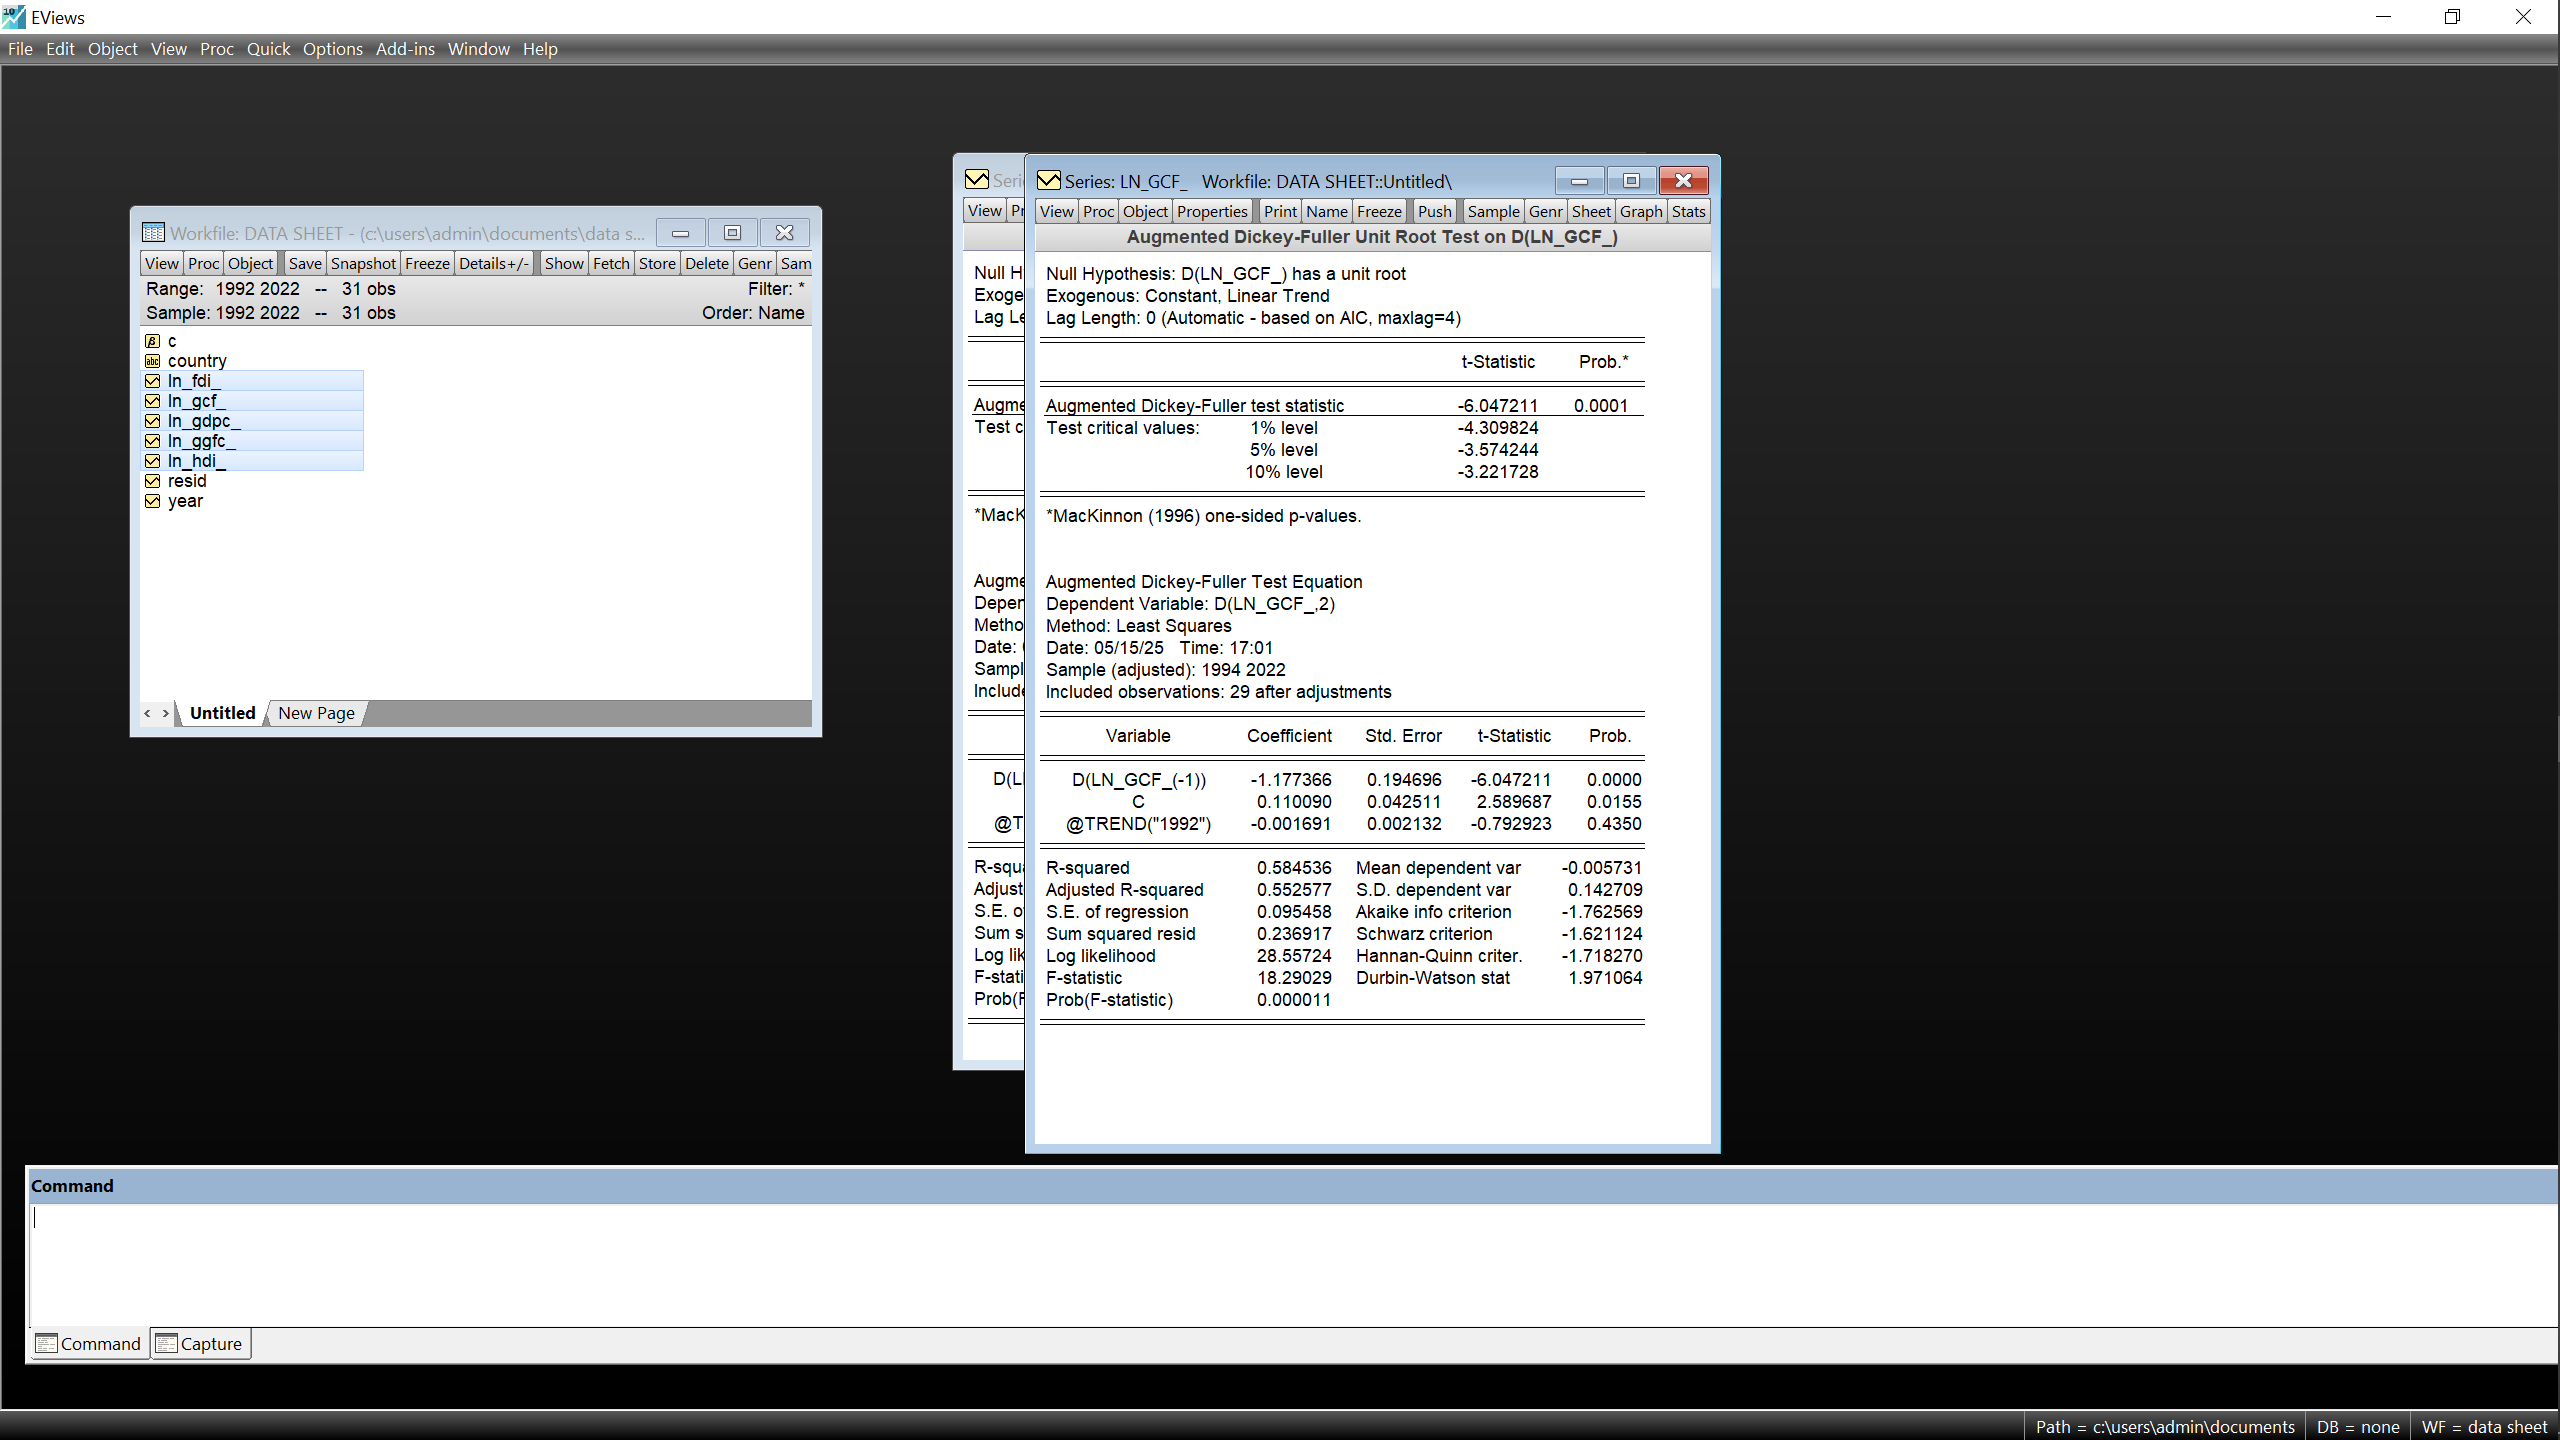 EViews
File Edit Object View Proc Quick Options Add-ins Window Help
Workfile: DATA SHEET - (c:\users\admin\documents\data s...
View Proc Object Save Snapshot Freeze Details+/- Show Fetch Store Delete Genr Sam
Range: 1992 2022 -- 31 obs Filter: *
Sample: 1992 2022 -- 31 obs Order: Name
c
country
ln_fdi_
ln_gcf_
ln_gdpc_
ln_ggfc_
ln_hdi_
resid
year
Untitled New Page
Series: LN_GCF_ Workfile: DATA SHEET::Untitled\
View Proc Object Properties Print Name Freeze Push Sample Genr Sheet Graph Stats
Augmented Dickey-Fuller Unit Root Test on D(LN_GCF_)
Null Hypothesis: D(LN_GCF_) has a unit root
Exogenous: Constant, Linear Trend
Lag Length: 0 (Automatic - based on AIC, maxlag=4)
t-Statistic Prob.*
Augmented Dickey-Fuller test statistic -6.047211 0.0001
Test critical values: 1% level -4.309824
5% level -3.574244
10% level -3.221728
*MacKinnon (1996) one-sided p-values.
Augmented Dickey-Fuller Test Equation
Dependent Variable: D(LN_GCF_,2)
Method: Least Squares
Date: 05/15/25 Time: 17:01
Sample (adjusted): 1994 2022
Included observations: 29 after adjustments
Variable Coefficient Std. Error t-Statistic Prob.
D(LN_GCF_(-1)) -1.177366 0.194696 -6.047211 0.0000
C 0.110090 0.042511 2.589687 0.0155
@TREND("1992") -0.001691 0.002132 -0.792923 0.4350
R-squared 0.584536 Mean dependent var -0.005731
Adjusted R-squared 0.552577 S.D. dependent var 0.142709
S.E. of regression 0.095458 Akaike info criterion -1.762569
Sum squared resid 0.236917 Schwarz criterion -1.621124
Log likelihood 28.55724 Hannan-Quinn criter. -1.718270
F-statistic 18.29029 Durbin-Watson stat 1.971064
Prob(F-statistic) 0.000011
Command
Command Capture
Path = c:\users\admin\documents DB = none WF = data sheet